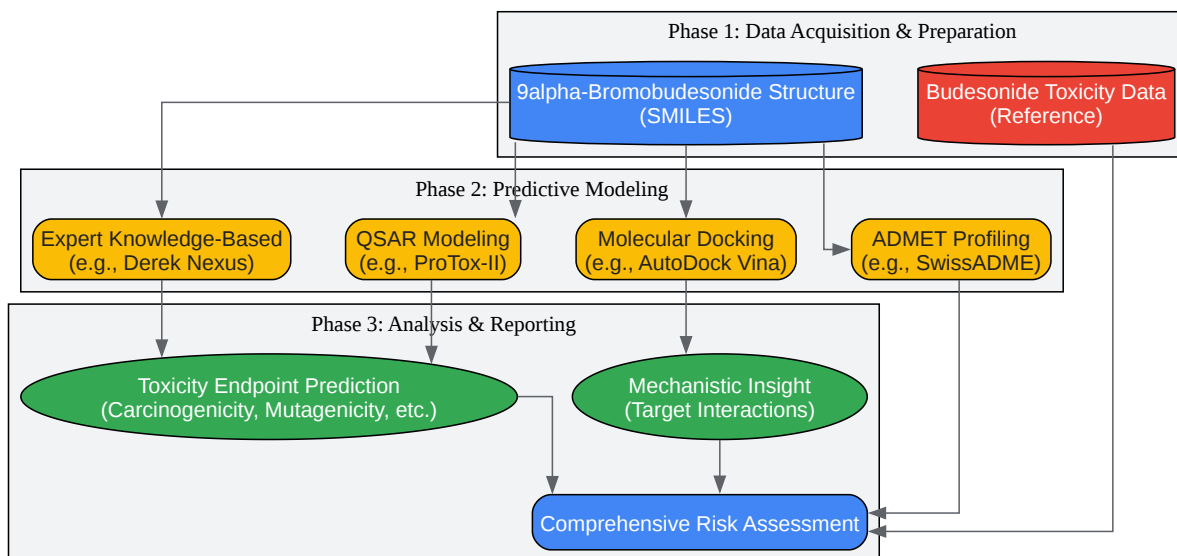 Phase 1: Data Acquisition & Preparation
9alpha-Bromobudesonide Structure
(SMILES)
Budesonide Toxicity Data
(Reference)
Phase 2: Predictive Modeling
Expert Knowledge-Based
(e.g., Derek Nexus)
QSAR Modeling
(e.g., ProTox-II)
Molecular Docking
(e.g., AutoDock Vina)
ADMET Profiling
(e.g., SwissADME)
Phase 3: Analysis & Reporting
Toxicity Endpoint Prediction
(Carcinogenicity, Mutagenicity, etc.)
Mechanistic Insight
(Target Interactions)
Comprehensive Risk Assessment